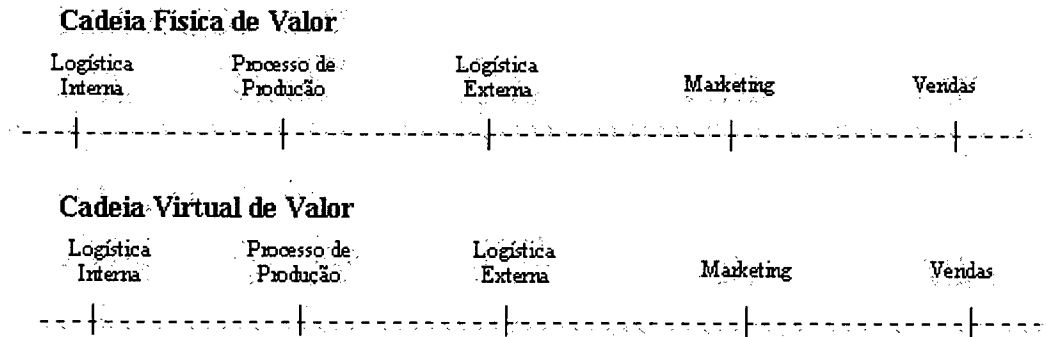 Cadeia Física de Valor
Logística
Interna
Processo de
Produção
Logística
Externa
Marketing
Vendas
Cadeia Virtual de Valor
Logística
Interna
Processo de
Produção
Logística
Externa
Marketing
Vendas